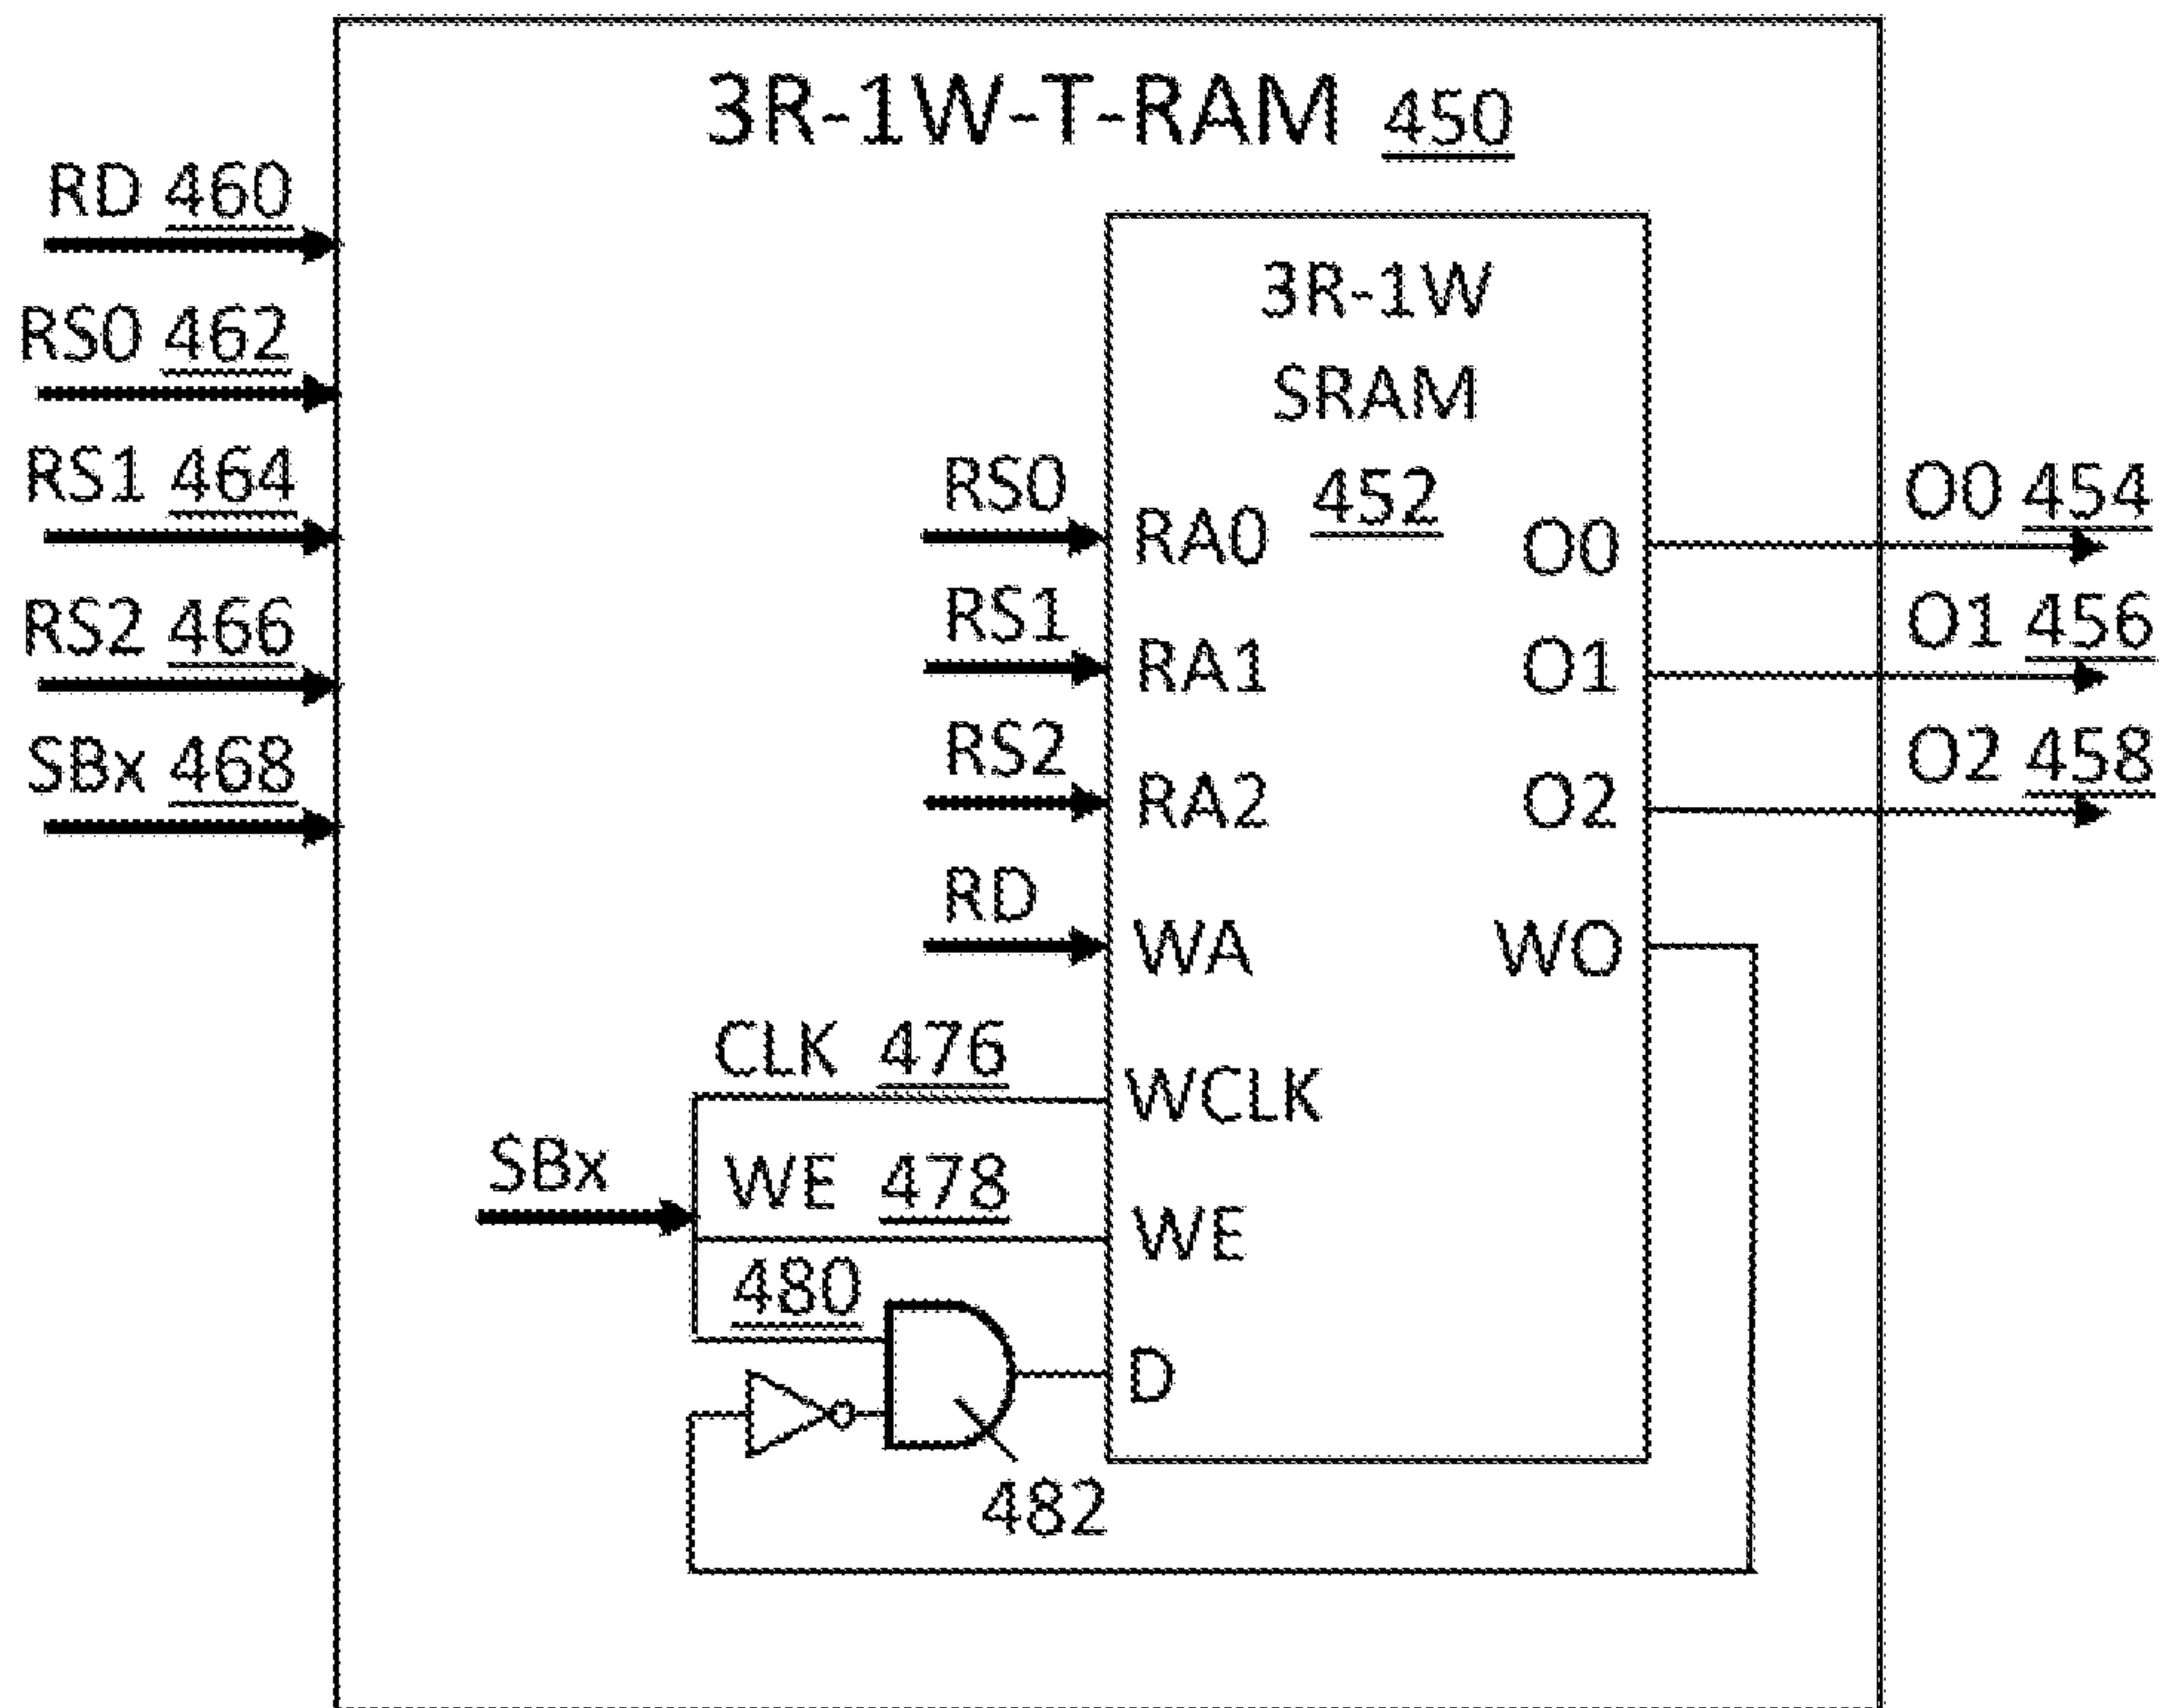 3R-1W-T-RAM 450
RD 460
RS0 462
RS1 464
RS2 466
SBx 468
3R-1W
SRAM
452
RS0
RA0
O0
O0 454
RS1
RA1
O1
O1 456
RS2
RA2
O2
O2 458
RD
WA
WO
CLK 476
WCLK
SBx
WE 478
WE
480
D
482